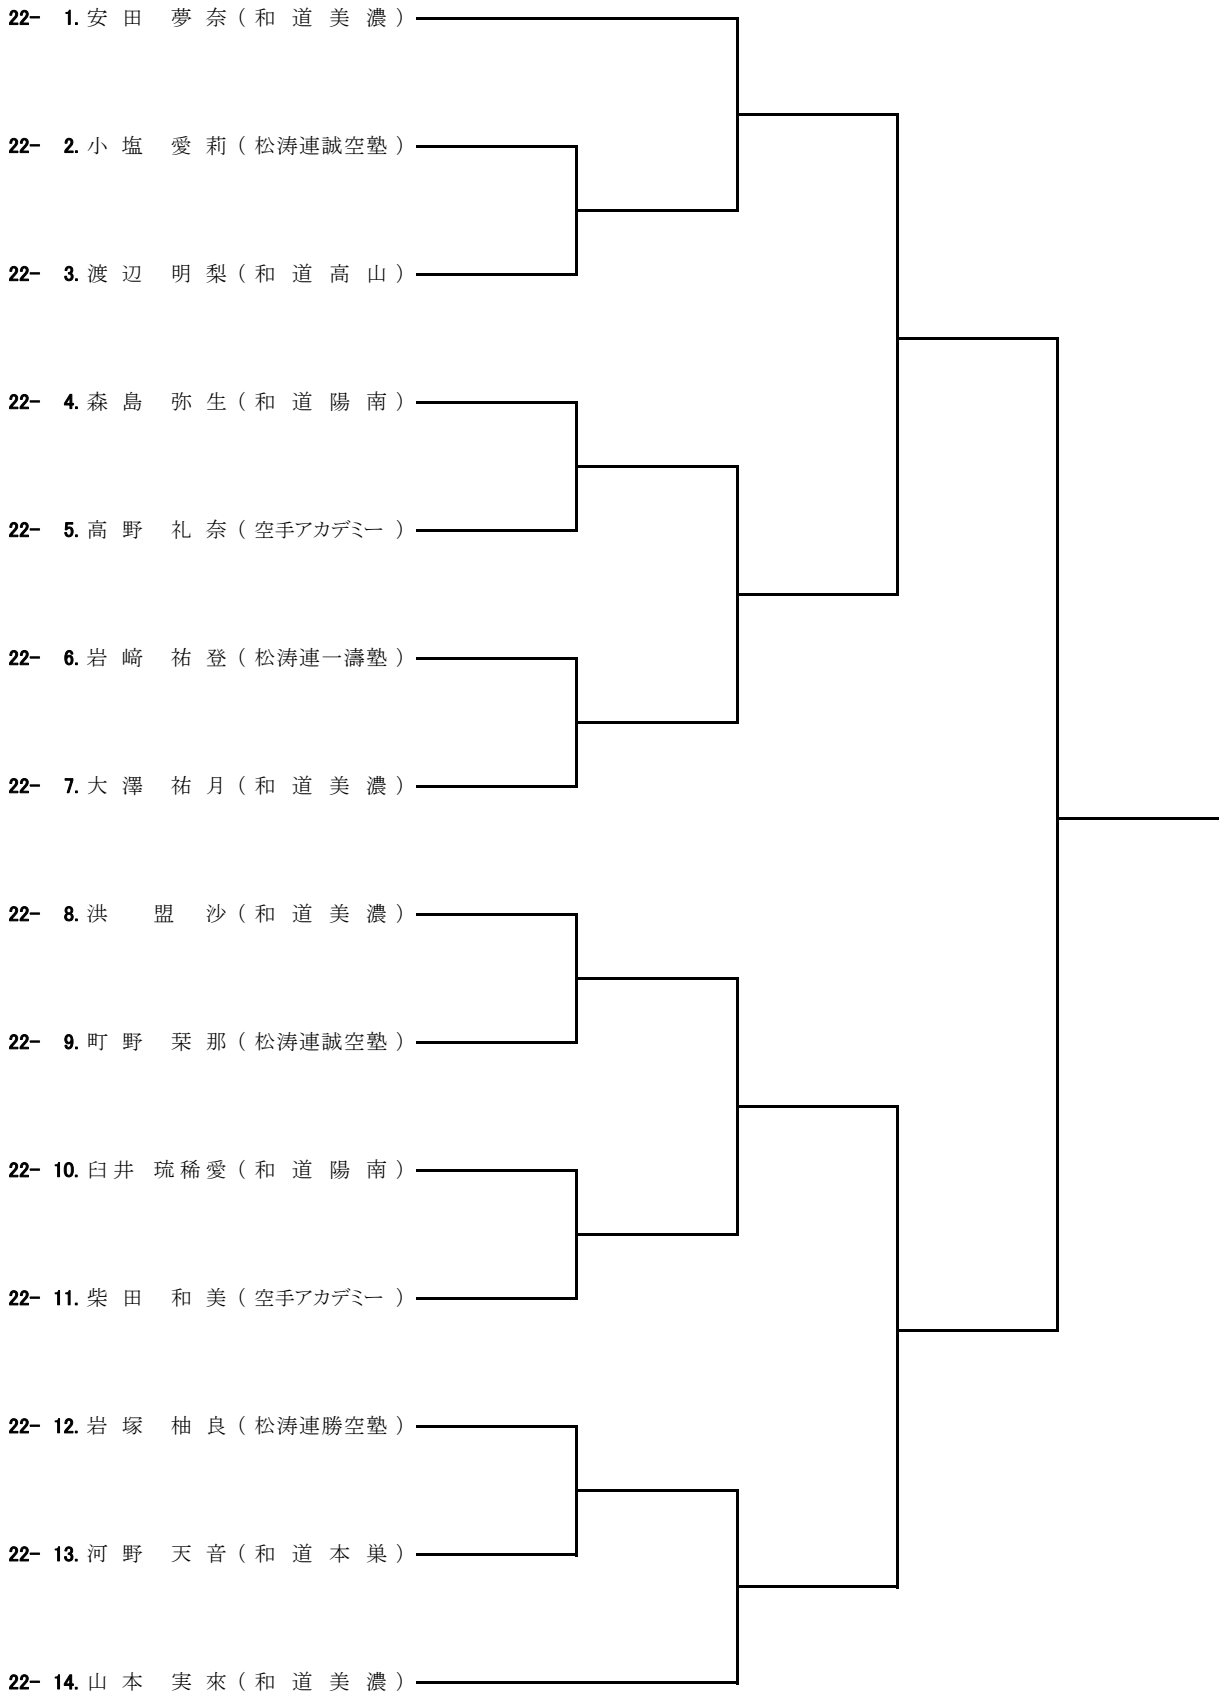 22- 1. 安田 夢奈 ( 和道美濃 )
22- 2. 小塩 愛莉 ( 松涛連誠空塾 )
22- 3. 渡辺 明梨 ( 和道高山 )
22- 4. 森島 弥生 ( 和道陽南 )
22- 5. 高野 礼奈 ( 空手アカデミー )
22- 6. 岩﨑 祐登 ( 松涛連一濤塾 )
22- 7. 大澤 祐月 ( 和道美濃 )
22- 8. 洪 盟沙 ( 和道美濃 )
22- 9. 町野 栞那 ( 松涛連誠空塾 )
22- 10. 臼井 琉稀愛 ( 和道陽南 )
22- 11. 柴田 和美 ( 空手アカデミー )
22- 12. 岩塚 柚良 ( 松涛連勝空塾 )
22- 13. 河野 天音 ( 和道本巣 )
22- 14. 山本 実來 ( 和道美濃 )